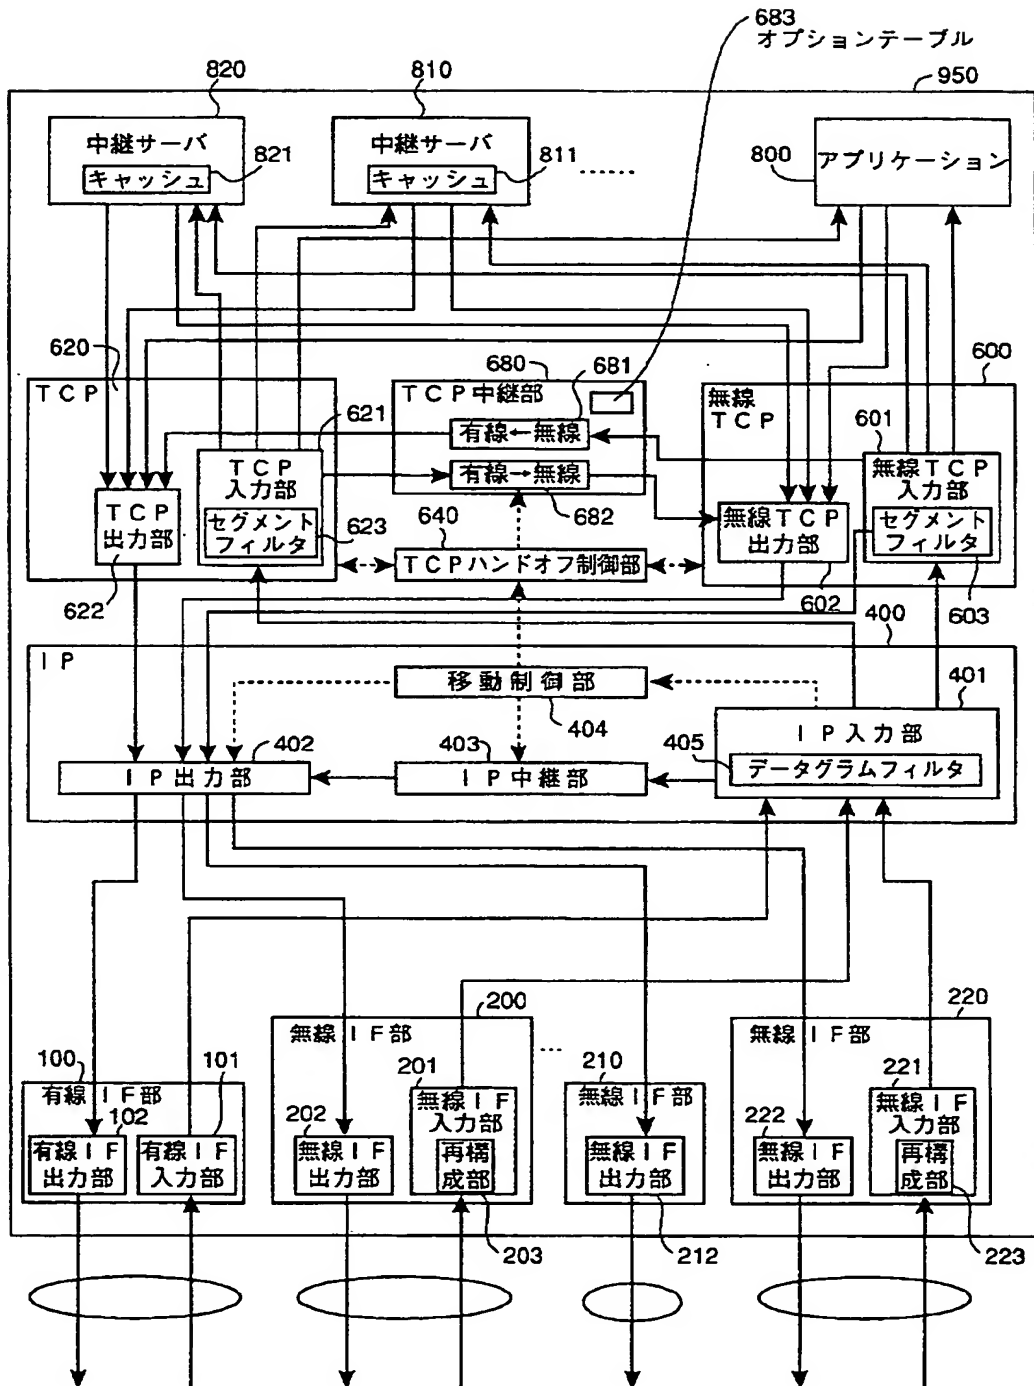 683
オプションテーブル
820
810
950
中継サーバ
821
キャッシュ
中継サーバ
811
キャッシュ
......
800
アプリケーション
620
680
681
600
TCP
TCP中継部
無線
TCP
621
有線←無線
601
TCP
入力部
有線→無線
無線TCP
入力部
TCP
出力部
セグメント
フィルタ
623
640
682
無線TCP
出力部
セグメント
フィルタ
TCPハンドオフ制御部
622
602
603
400
IP
移動制御部
401
402
403
404
IP入力部
405
データグラムフィルタ
IP出力部
IP中継部
200
220
無線IF部
...
無線IF部
100
101
201
210
221
有線IF部
無線IF部
102
202
無線IF
入力部
222
無線IF
入力部
有線IF
出力部
有線IF
入力部
無線IF
出力部
再構
成部
無線IF
出力部
無線IF
出力部
再構
成部
203
212
223